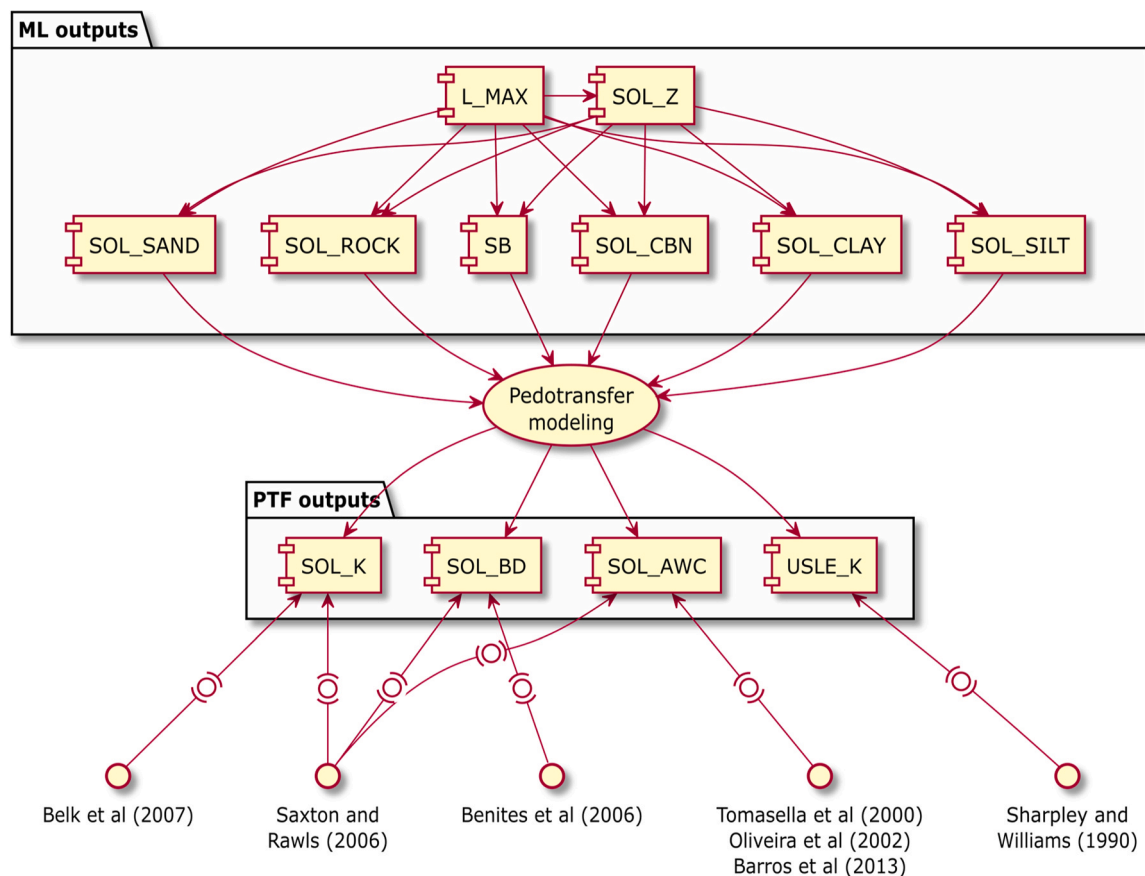 ML outputs
L_MAX
SOL_Z
SOL_SAND
SOL_ROCK
SB
SOL_CBN
SOL_CLAY
SOL_SILT
Pedotransfer
modeling
PTF outputs
SOL_K
SOL_BD
SOL_AWC
USLE_K
Belk et al (2007)
Saxton and
Rawls (2006)
Benites et al (2006)
Tomasella et al (2000)
Oliveira et al (2002)
Barros et al (2013)
Sharpley and
Williams (1990)